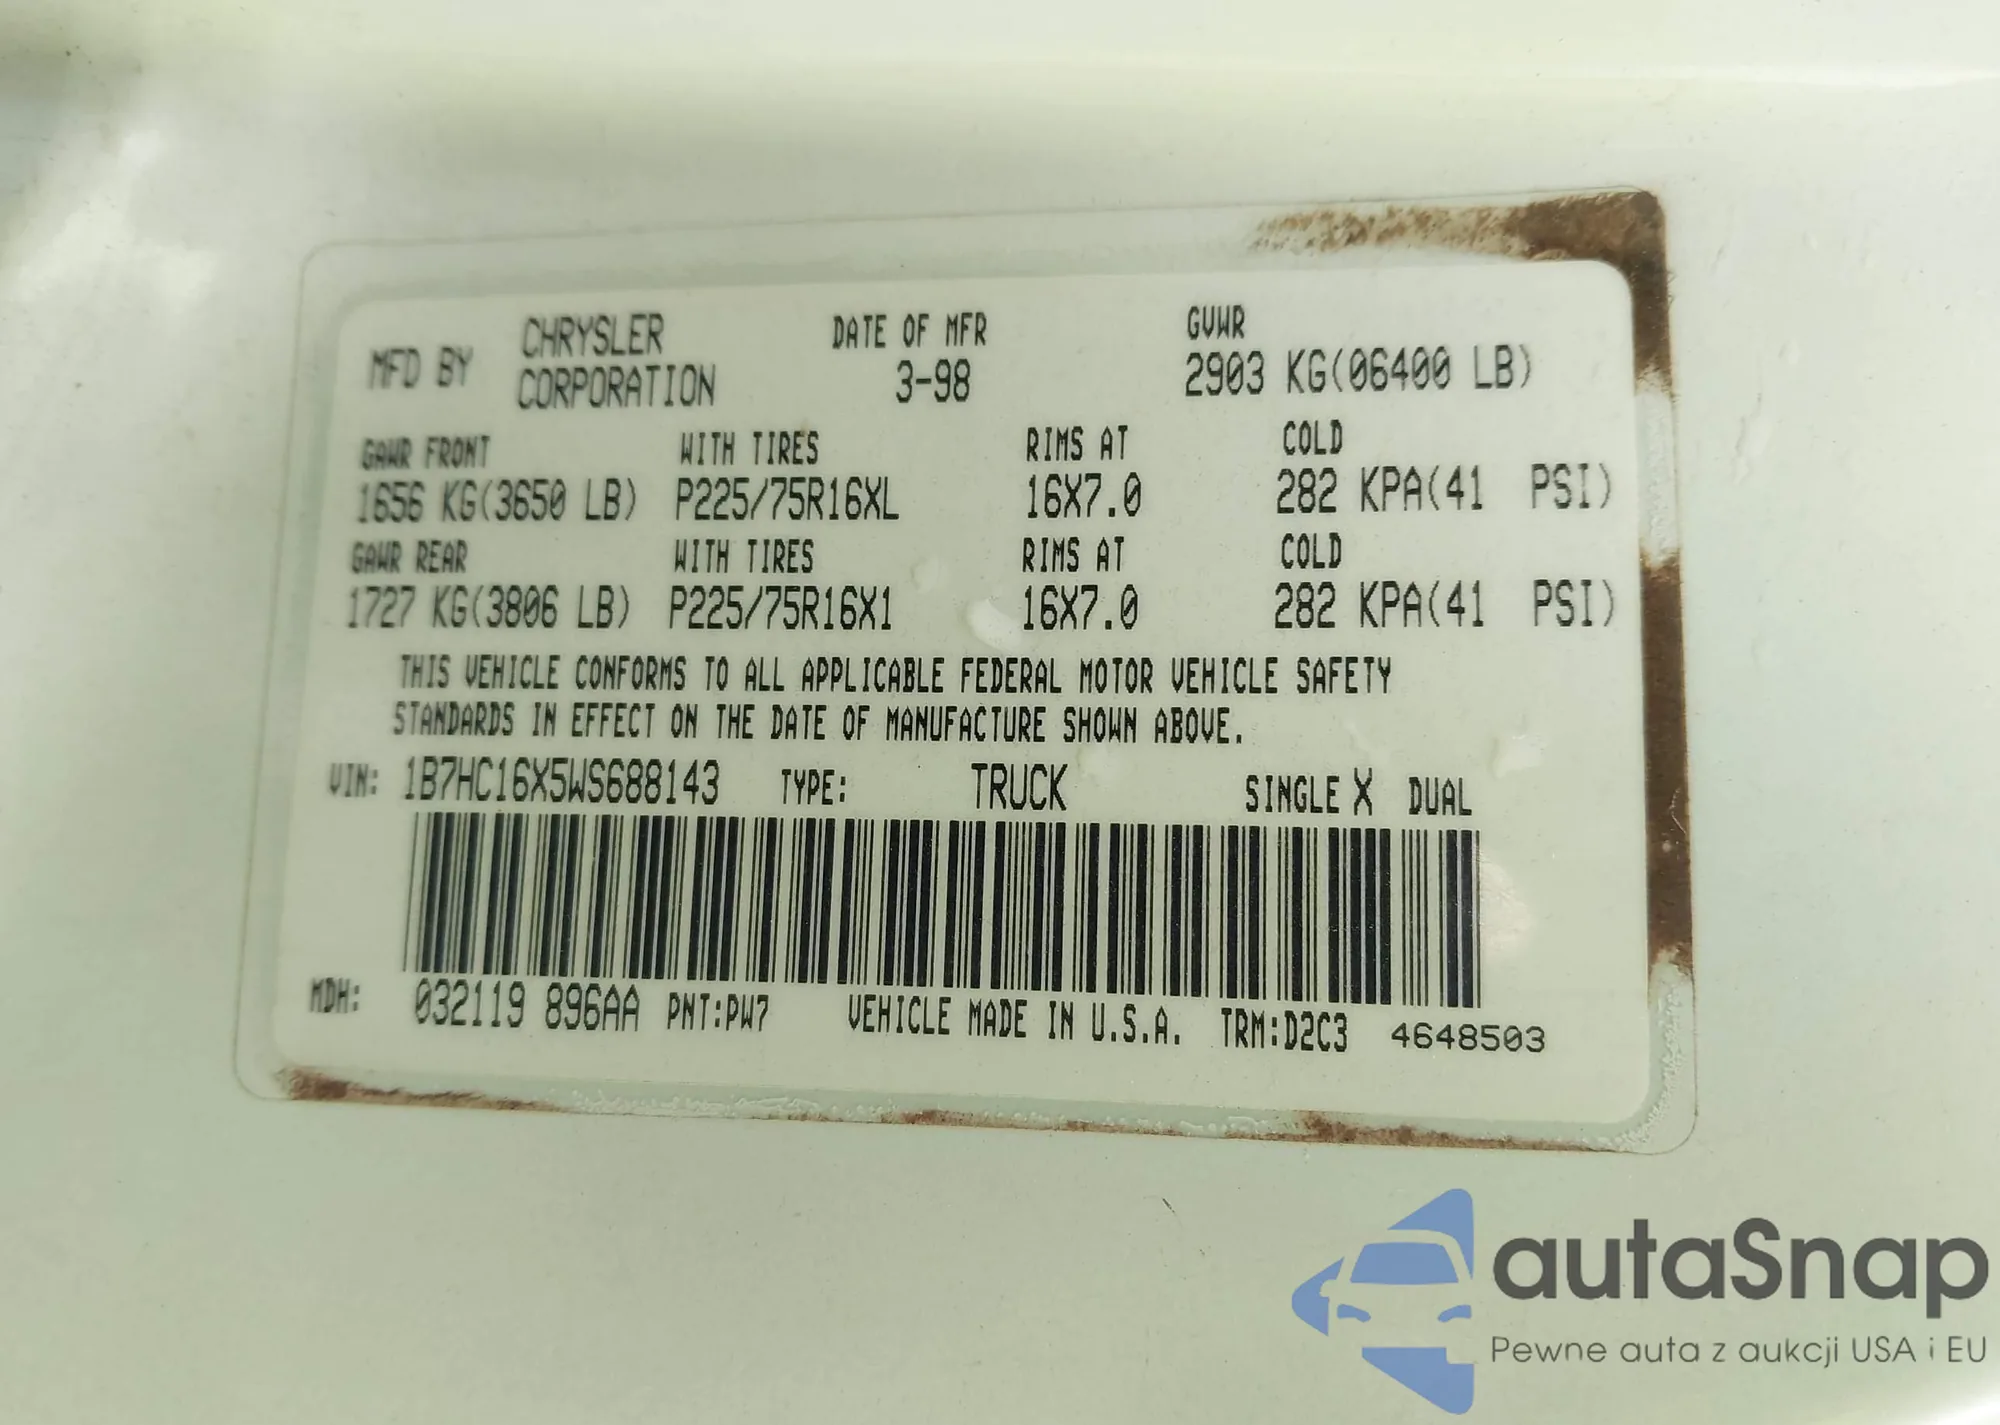 MFD BY CHRYSLER CORPORATION DATE OF MFR 3-98 GVWR 2903 KG(06400 LB)
GAWR FRONT WITH TIRES RIMS AT COLD
1656 KG(3650 LB) P225/75R16XL 16X7.0 282 KPA(41 PSI)
GAWR REAR WITH TIRES RIMS AT COLD
1727 KG(3806 LB) P225/75R16X1 16X7.0 282 KPA(41 PSI)
THIS VEHICLE CONFORMS TO ALL APPLICABLE FEDERAL MOTOR VEHICLE SAFETY
STANDARDS IN EFFECT ON THE DATE OF MANUFACTURE SHOWN ABOVE.
VIN: 1B7HC16X5WS688143 TYPE: TRUCK SINGLE X DUAL
MDH: 032119 896AA PNT:PW7 VEHICLE MADE IN U.S.A. TRM:D2C3 4648503
autaSnap
Pewne auta z aukcji USA i EU